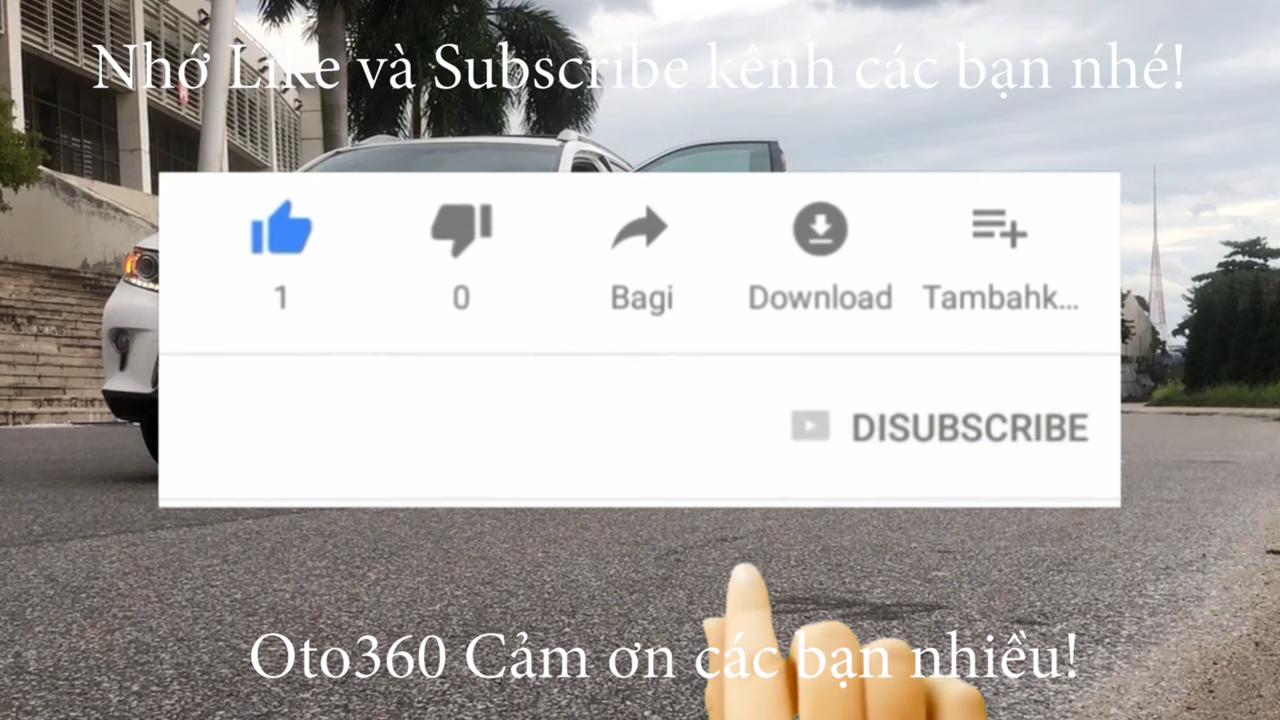 Nhớ Like và Subscribe kênh các bạn nhé!
1
0
Bagi
Download
Tambahk...
DISUBSCRIBE
Oto360 Cảm ơn các bạn nhiều!